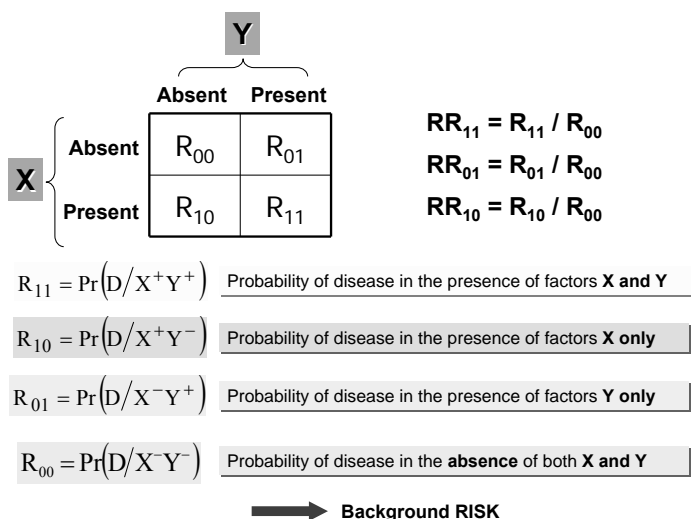 Y
Absent Present
X
Absent R₀₀ R₀₁
Present R₁₀ R₁₁
RR₁₁ = R₁₁ / R₀₀
RR₀₁ = R₀₁ / R₀₀
RR₁₀ = R₁₀ / R₀₀
R₁₁ = Pr(D/X⁺Y⁺) Probability of disease in the presence of factors X and Y
R₁₀ = Pr(D/X⁺Y⁻) Probability of disease in the presence of factors X only
R₀₁ = Pr(D/X⁻Y⁺) Probability of disease in the presence of factors Y only
R₀₀ = Pr(D/X⁻Y⁻) Probability of disease in the absence of both X and Y
Background RISK